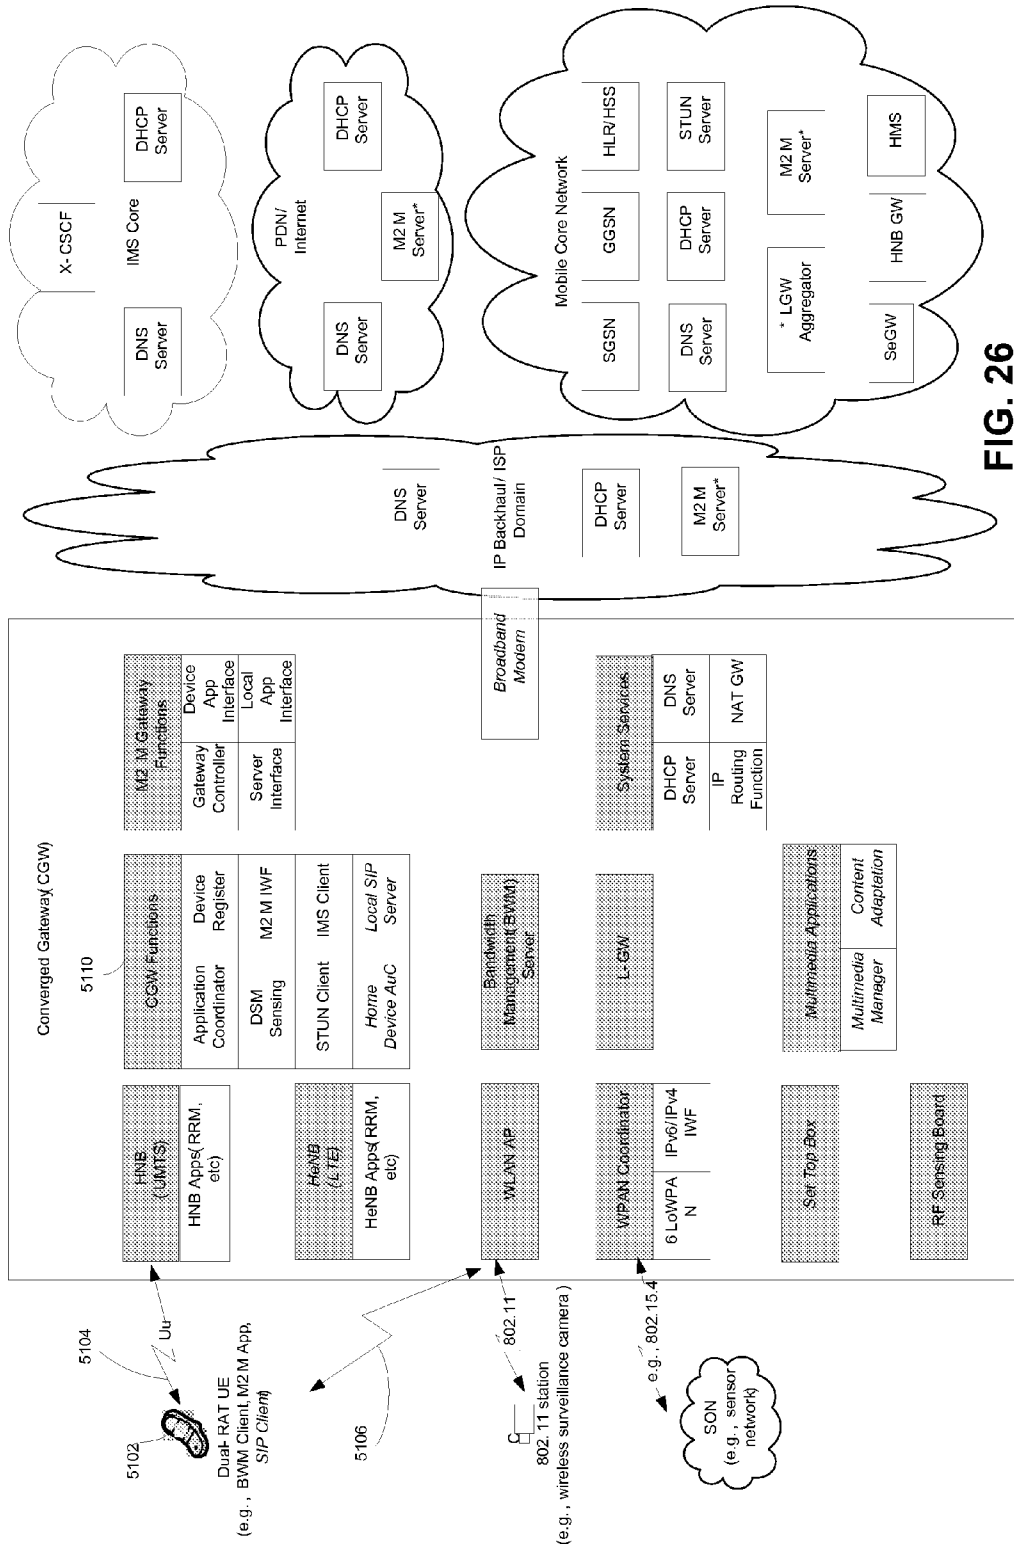 Converged Gateway( CGW)
5110
HNB
(UMTS)
HNB Apps( RRM,
etc)
HeNB
(LTE)
HeNB Apps(RRM,
etc)
WLAN AP
WPAN Coordinator
6 LoWPA
N
IPv6/IPv4
IWF
Set Top Box
RF Sensing Board
CGW Functions
Application
Coordinator
Device
Register
DSM
Sensing
M2 M IWF
STUN Client
IMS Client
Home
Device AuC
Local SIP
Server
Bandwidth
Management(BWM)
Server
L- GW
Multimedia Applications
Multimedia
Manager
Content
Adaptation
M2 M Gateway
Functions
Gateway
Controller
Device
App
Interface
Server
Interface
Local
App
Interface
Broadband
Modem
System Services
DHCP
Server
DNS
Server
IP
Routing
Function
NAT GW
5102
5104
Uu
Dual- RAT UE
(e.g., BWM Client, M2 M App,
SIP Client)
5106
802.11
802. 11 station
(e.g., wireless surveillance camera)
e.g., 802.15.4
SON
(e.g., sensor
network)
DNS
Server
IP Backhaul/ ISP
Domain
DHCP
Server
M2 M
Server*
X- CSCF
IMS Core
DNS
Server
DHCP
Server
PDN/
Internet
DNS
Server
M2 M
Server*
DHCP
Server
Mobile Core Network
SGSN
GGSN
HLR/HSS
DNS
Server
DHCP
Server
STUN
Server
* LGW
Aggregator
M2 M
Server*
SeGW
HNB GW
HMS
FIG. 26